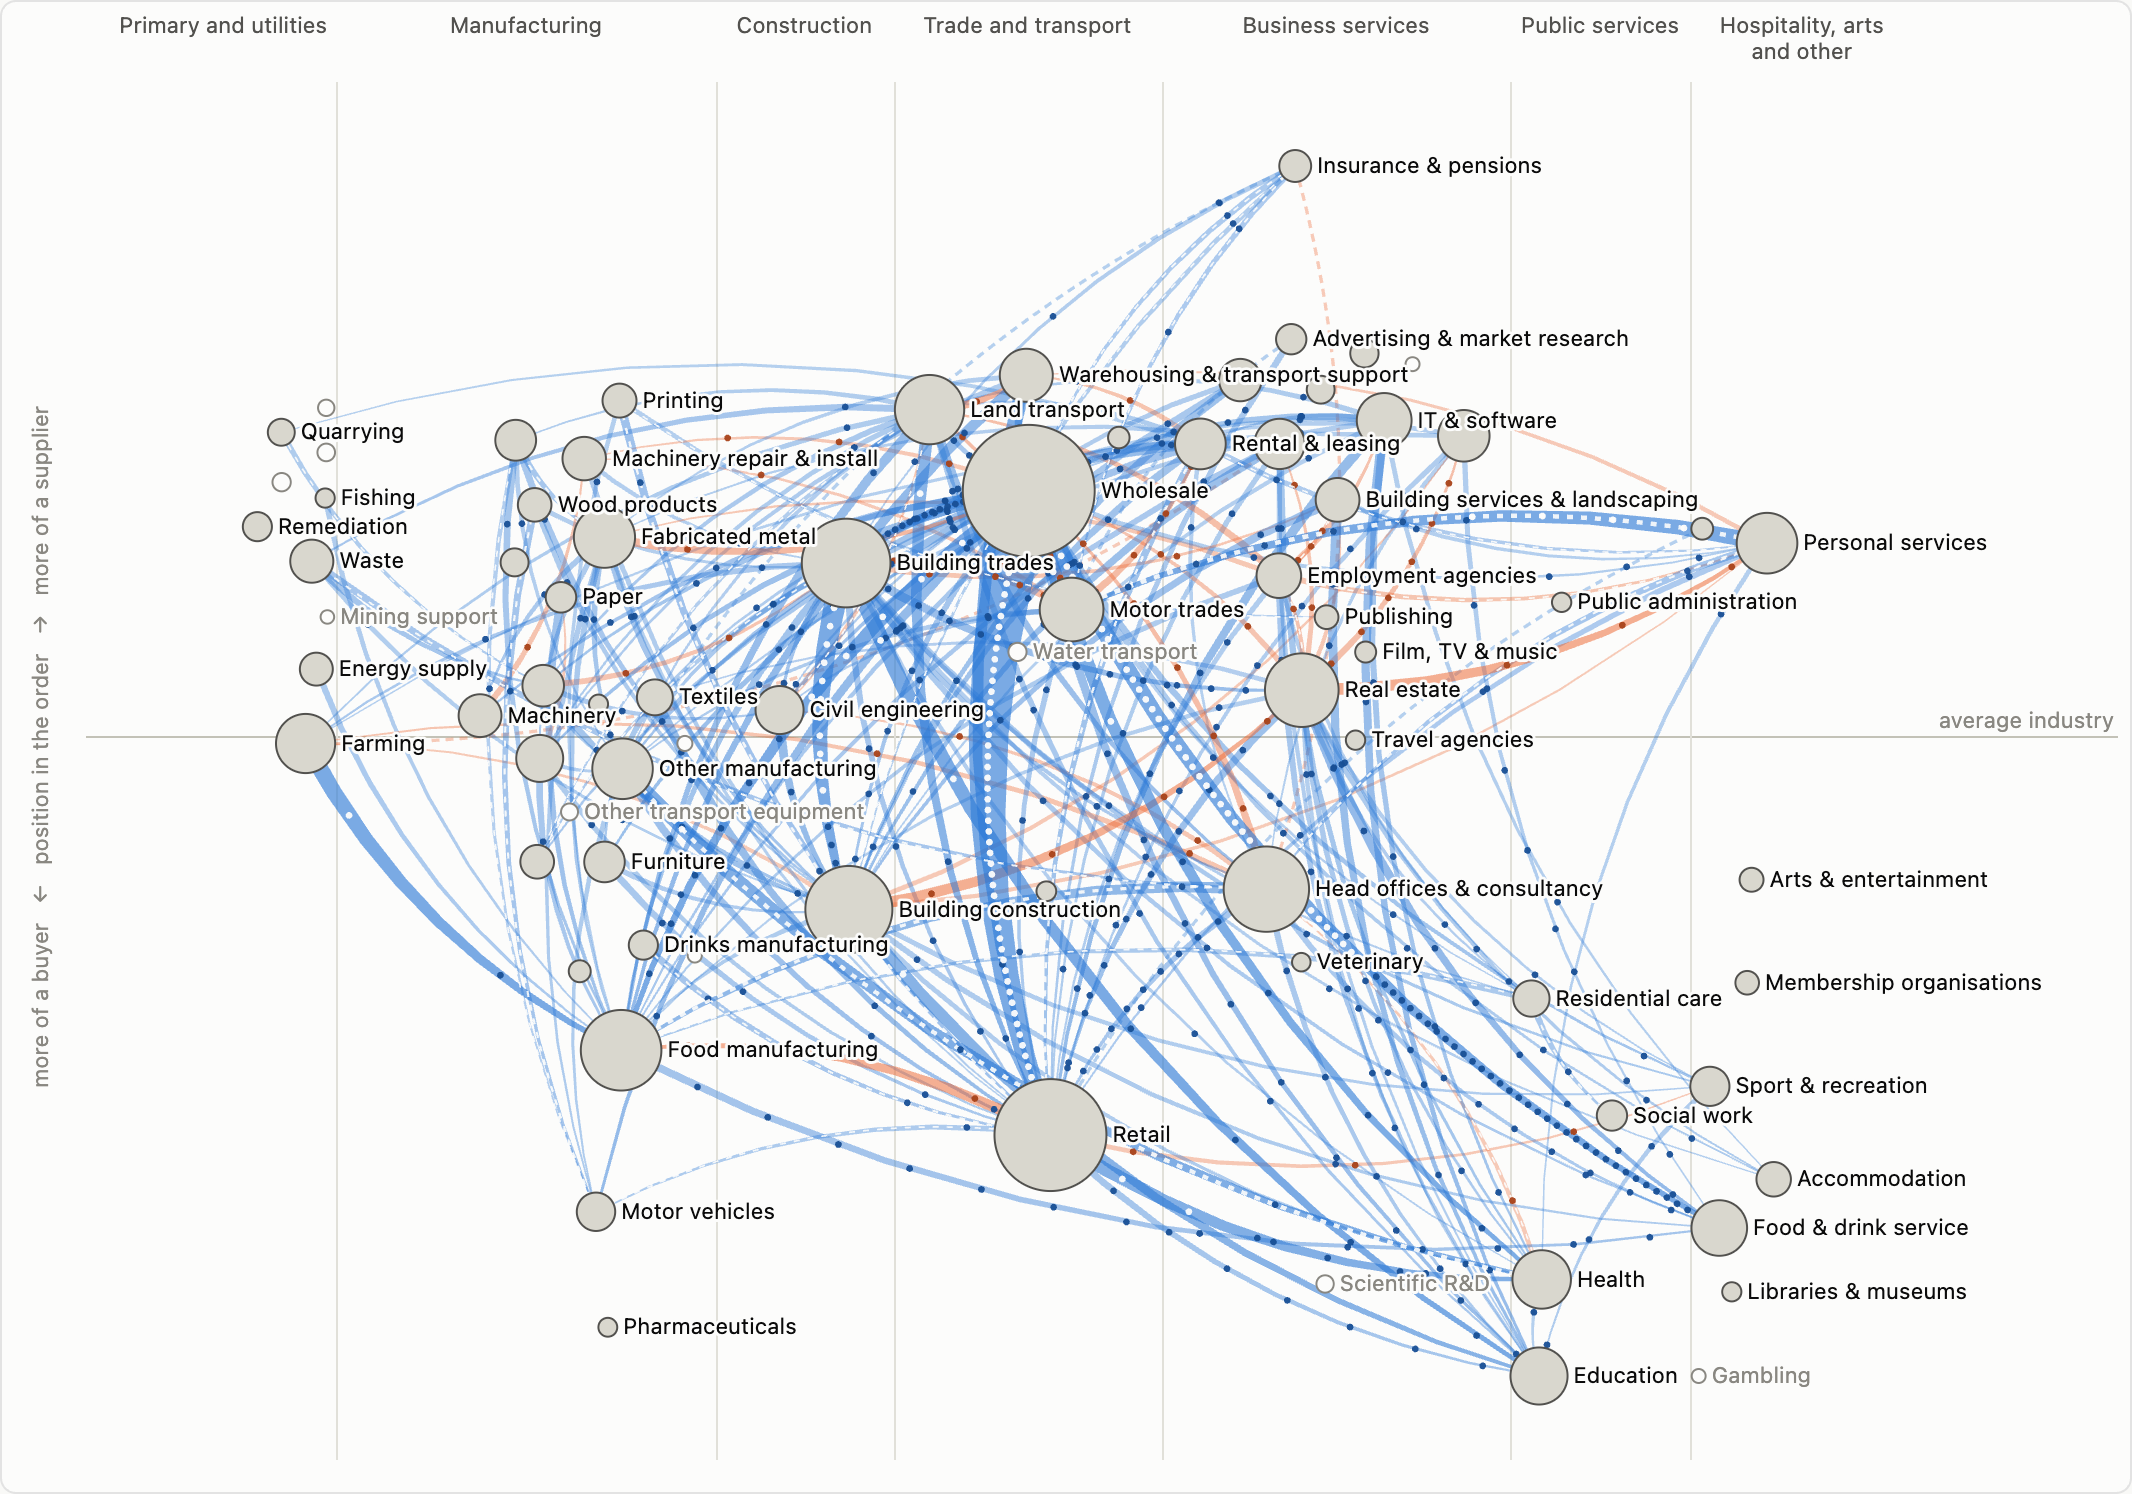 Primary and utilities
Manufacturing
Construction
Trade and transport
Business services
Public services
Hospitality, arts
and other
more of a buyer ← position in the order → more of a supplier
Insurance & pensions
Advertising & market research
Warehousing & transport support
Printing
Land transport
IT & software
Quarrying
Rental & leasing
Machinery repair & install
Wholesale
Fishing
Building services & landscaping
Wood products
Remediation
Fabricated metal
Personal services
Waste
Building trades
Employment agencies
Paper
Public administration
Motor trades
Mining support
Publishing
Water transport
Film, TV & music
Energy supply
Real estate
Textiles
Civil engineering
Machinery
average industry
Farming
Travel agencies
Other manufacturing
Other transport equipment
Furniture
Arts & entertainment
Head offices & consultancy
Building construction
Drinks manufacturing
Veterinary
Membership organisations
Residential care
Food manufacturing
Sport & recreation
Social work
Retail
Accommodation
Motor vehicles
Food & drink service
Health
Scientific R&D
Libraries & museums
Pharmaceuticals
Education
Gambling